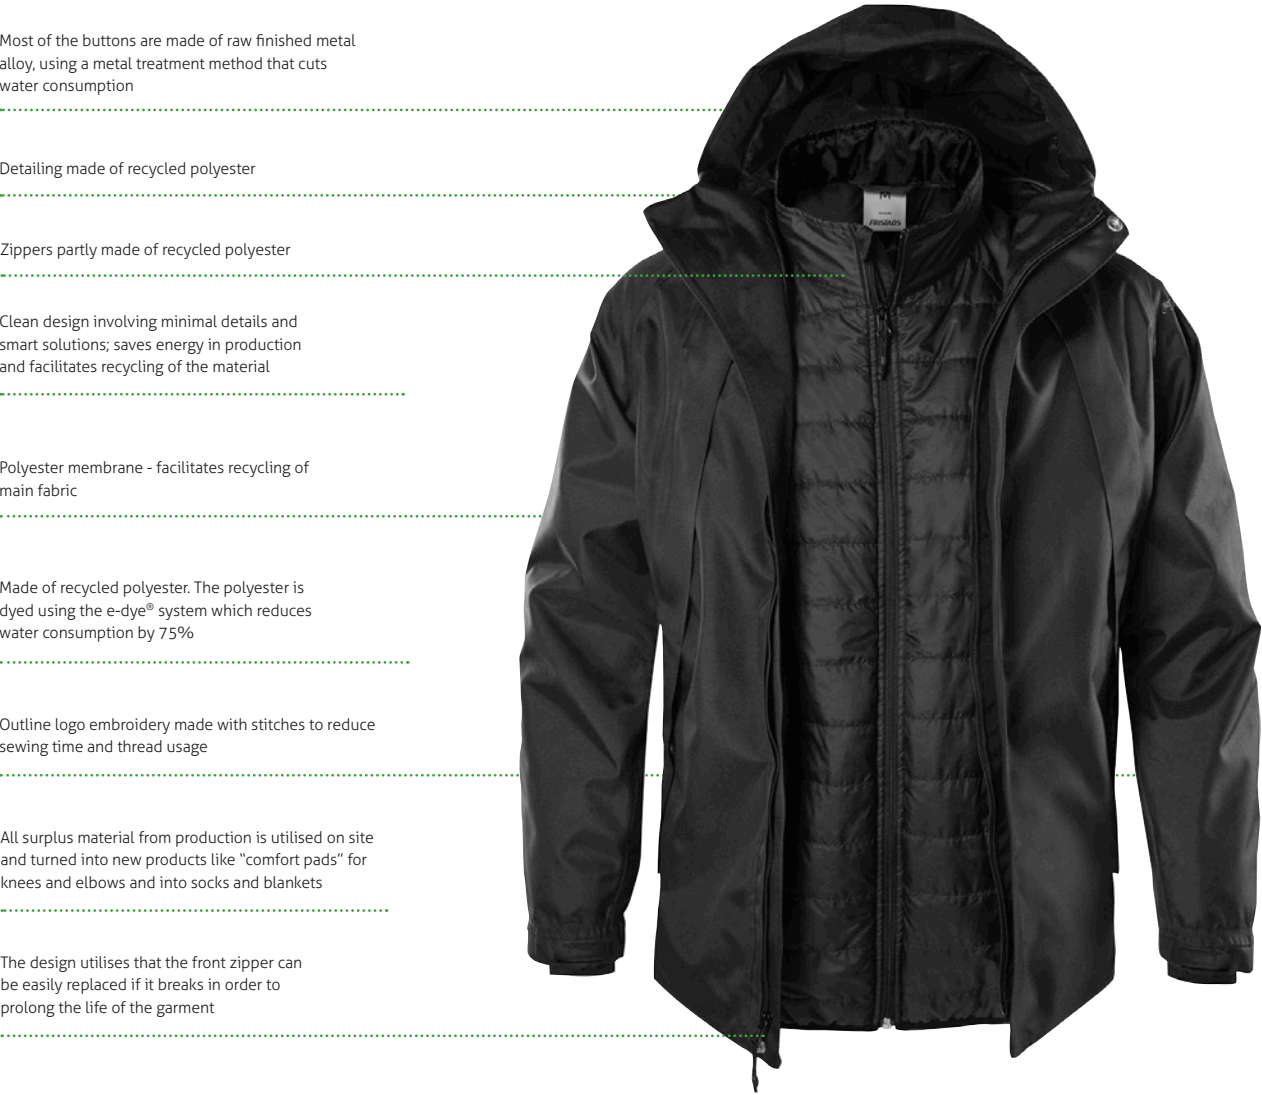 Most of the buttons are made of raw finished metal
alloy, using a metal treatment method that cuts
water consumption
Detailing made of recycled polyester
M
FRISTADS
Zippers partly made of recycled polyester
Clean design involving minimal details and
smart solutions; saves energy in production
and facilitates recycling of the material
Polyester membrane - facilitates recycling of
main fabric
Made of recycled polyester. The polyester is
dyed using the e-dye® system which reduces
water consumption by 75%
Outline logo embroidery made with stitches to reduce
sewing time and thread usage
All surplus material from production is utilised on site
and turned into new products like “comfort pads” for
knees and elbows and into socks and blankets
The design utilises that the front zipper can
be easily replaced if it breaks in order to
prolong the life of the garment